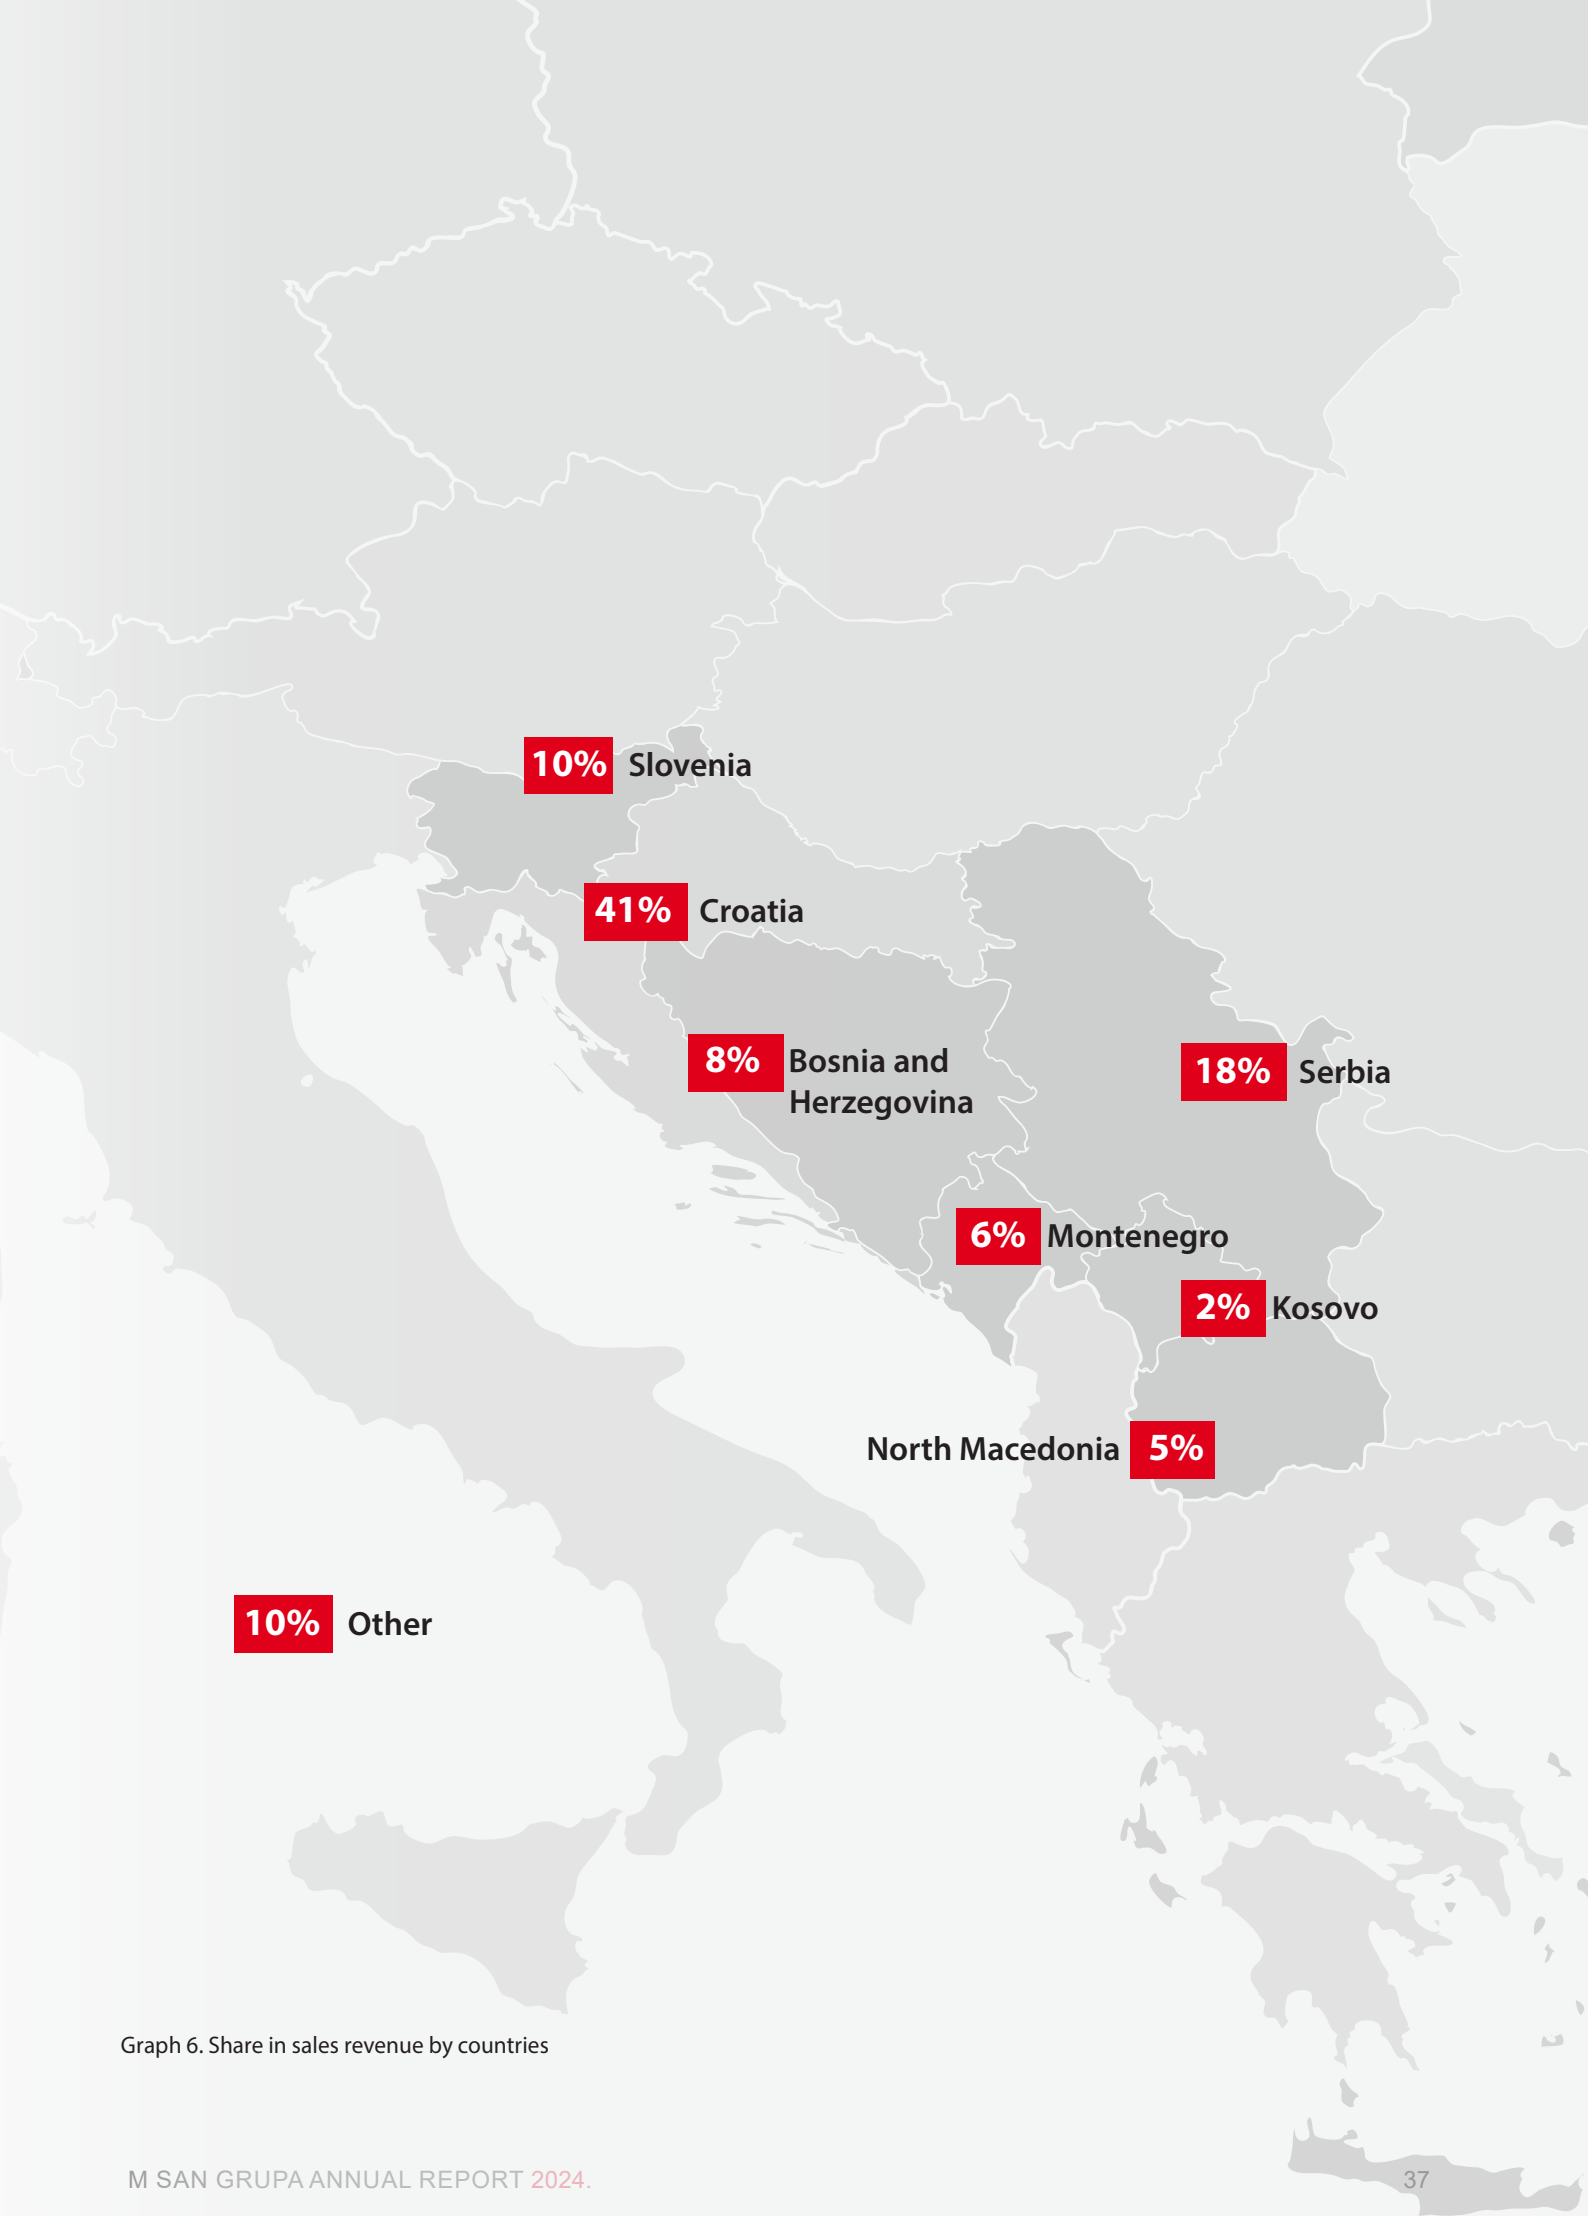 10% Slovenia
41% Croatia
8% Bosnia and
Herzegovina
18% Serbia
6% Montenegro
2% Kosovo
North Macedonia 5%
10% Other
Graph 6. Share in sales revenue by countries
M SAN GRUPA ANNUAL REPORT 2024.
37